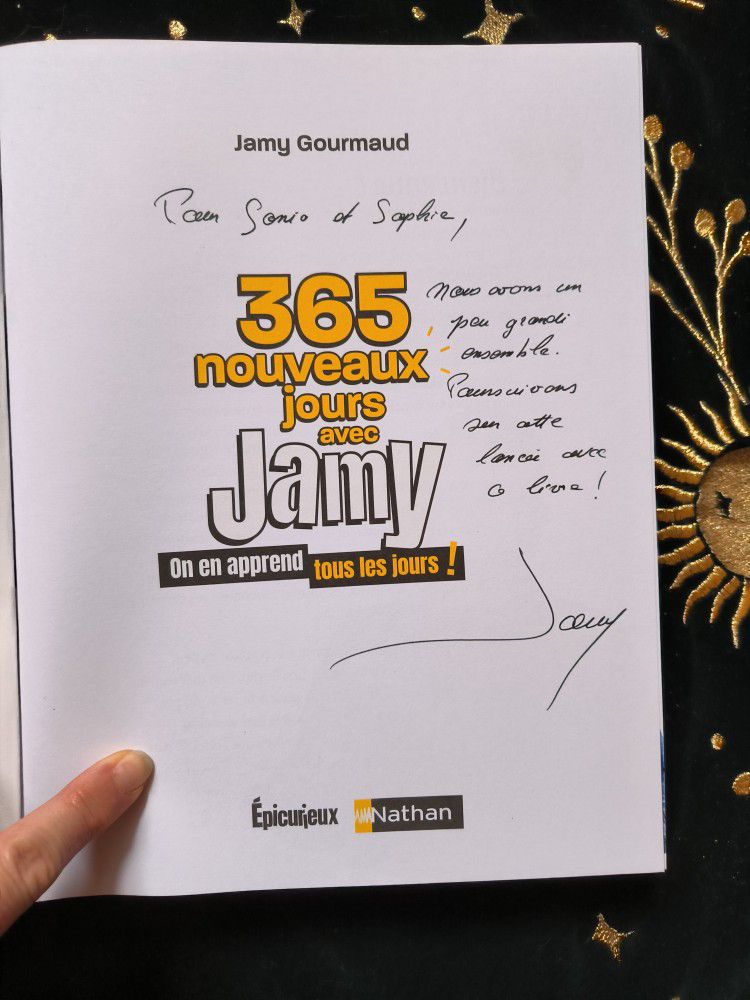 Jamy Gourmaud
Pour Sonia et Sophie,
365
nouveaux
jours
avec
Jamy
On en apprend tous les jours !
Nous avons un
peu grandi
ensemble.
Poursuivons
sur cette
lancée avec
ce livre !
Jamy
Épicurieux
Nathan